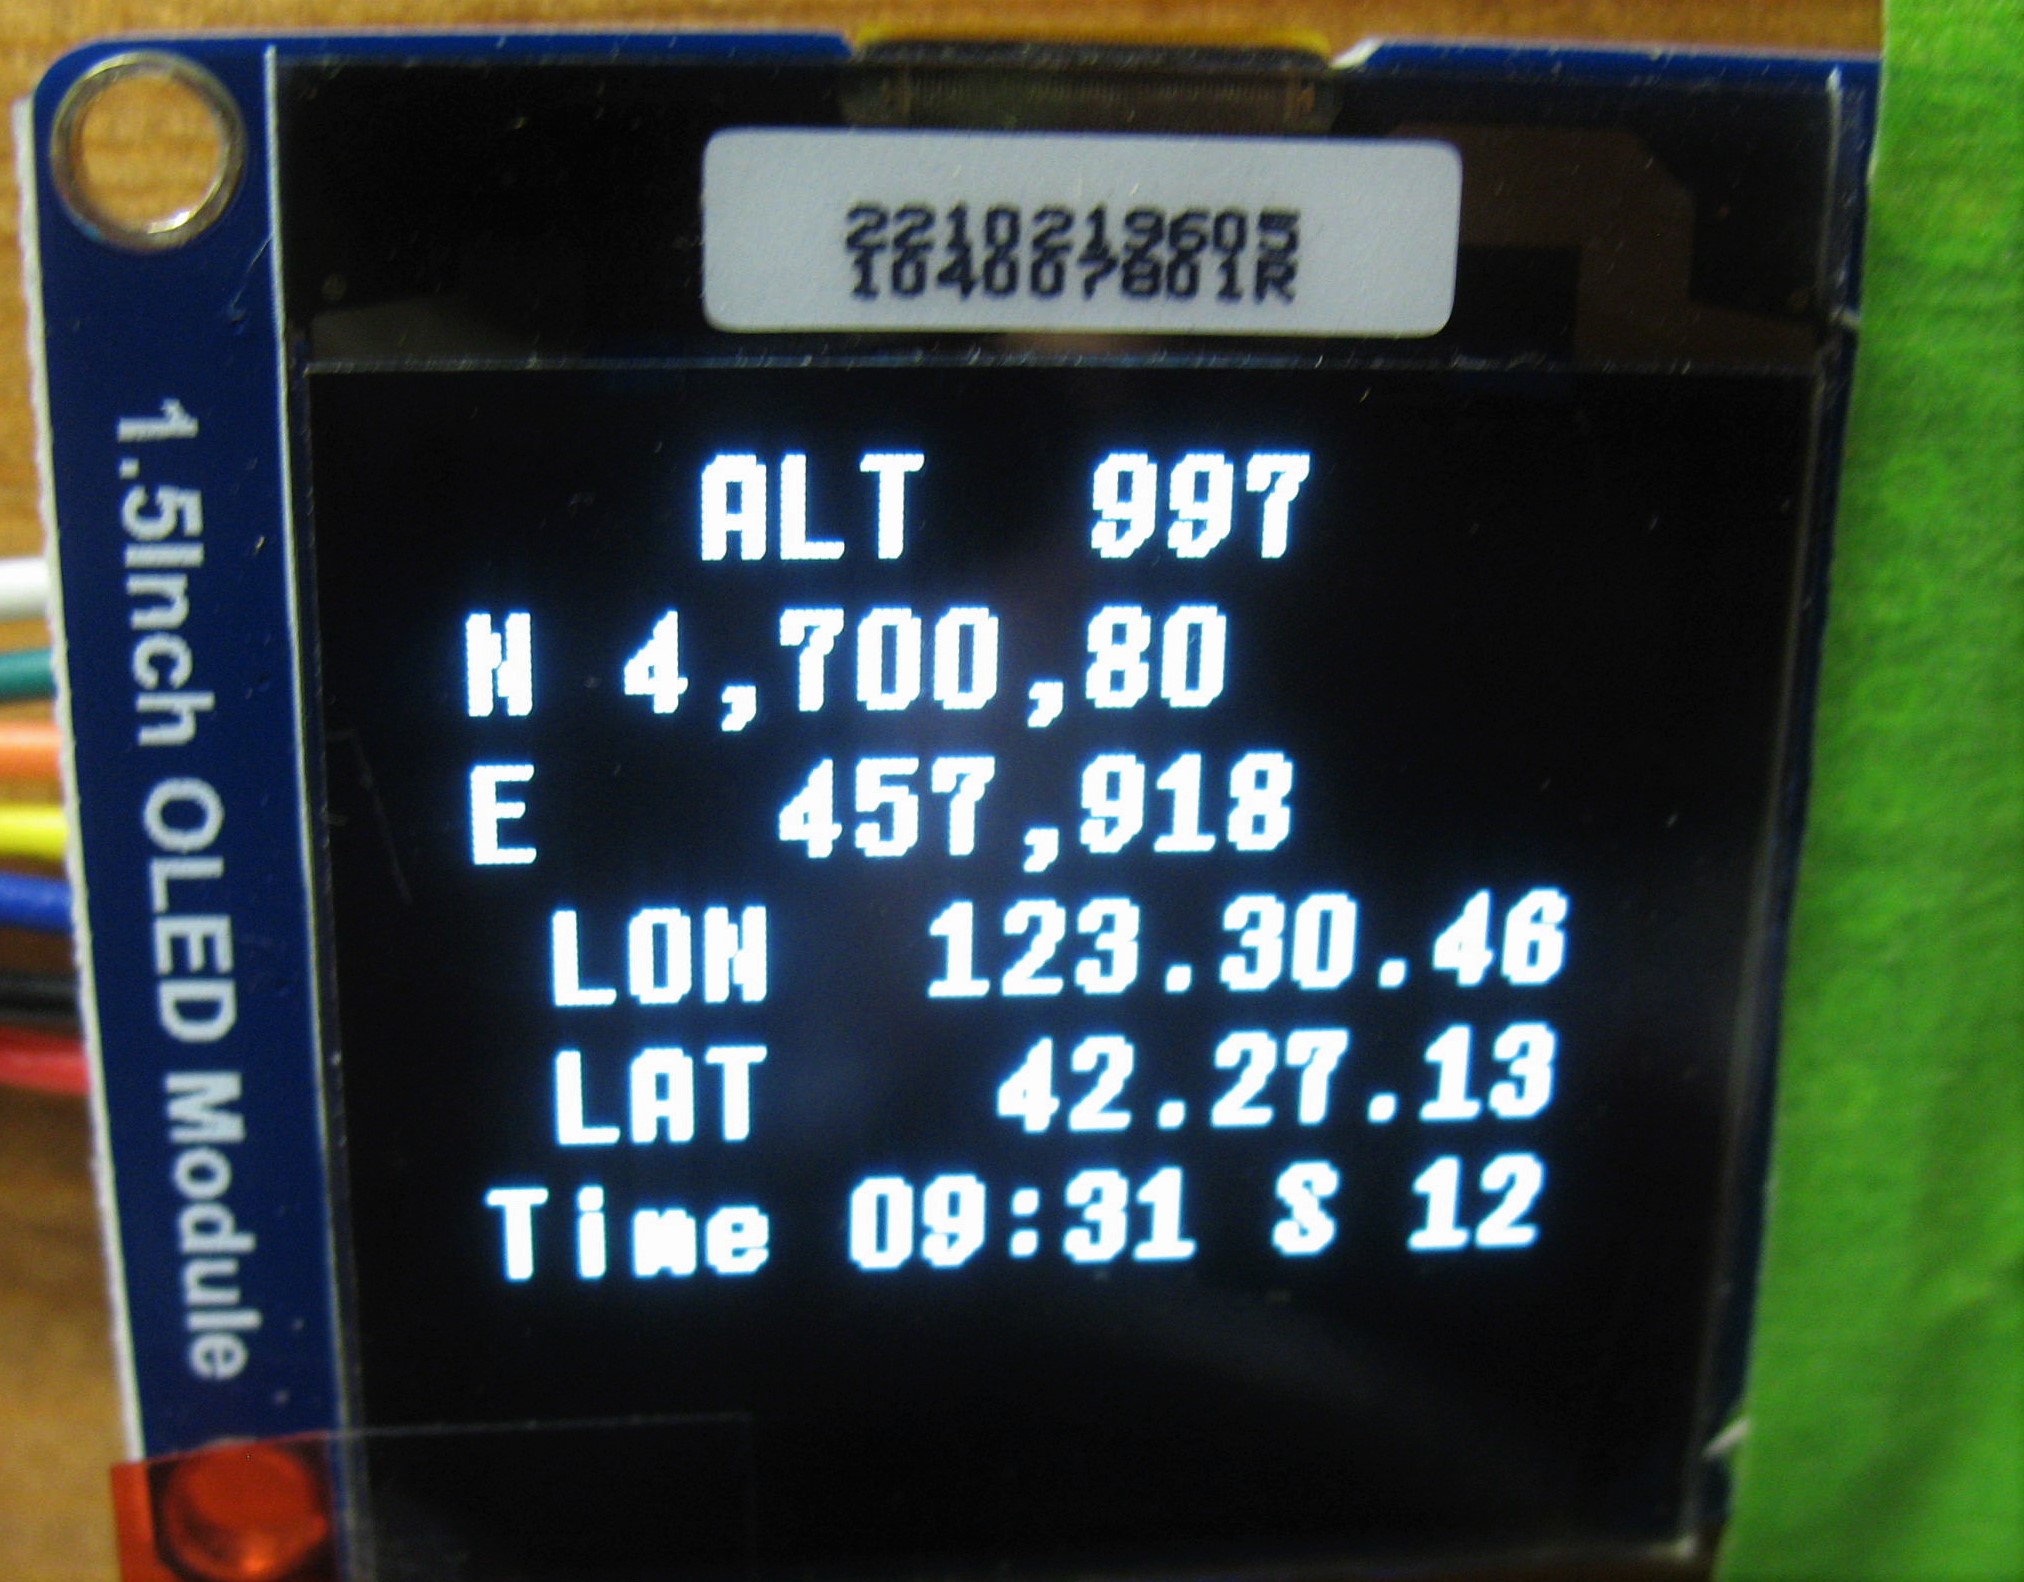 2210219605
104007801R
1.5Inch OLED Module
ALT 997
N 4,700,80
E 457,918
LON 123.30.46
LAT 42.27.13
Time 09:31 S 12